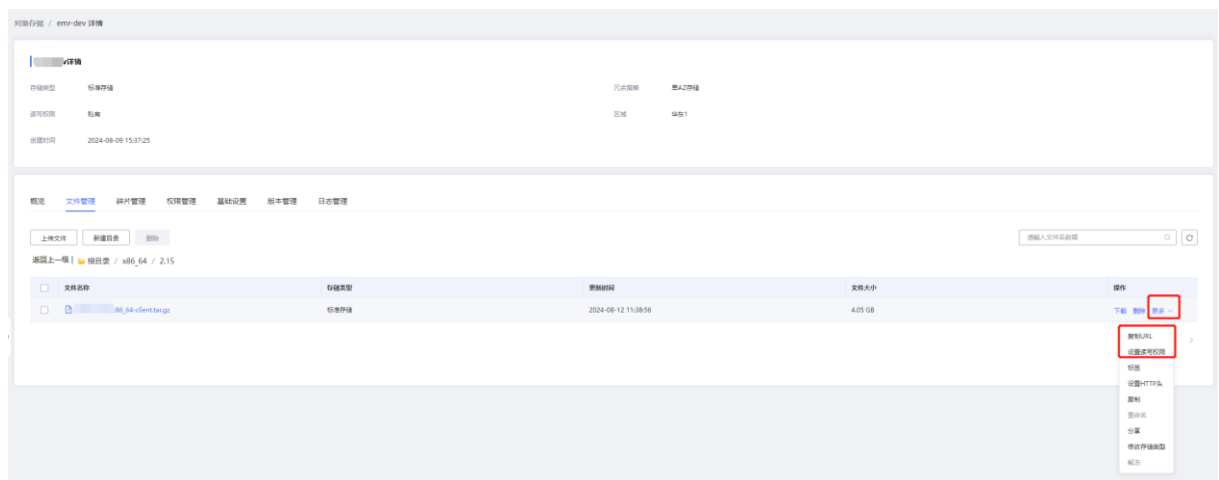 对象存储 / emr-dev 详情
详情
存储类型 标准存储 冗余策略 单AZ存储
读写权限 私有 区域 华东1
创建时间 2024-08-09 15:37:25
概览 文件管理 碎片管理 权限管理 基础设置 版本管理 日志管理
上传文件 新建目录 删除 请输入文件名前缀
返回上一级 | 根目录 / x86_64 / 2.15
文件名称 存储类型 更新时间 文件大小 操作
86_64-client.tar.gz 标准存储 2024-08-12 11:38:56 4.05 GB 下载 删除 更多
复制URL
设置读写权限
标签
设置HTTP头
复制
重命名
分享
修改存储类型
解冻